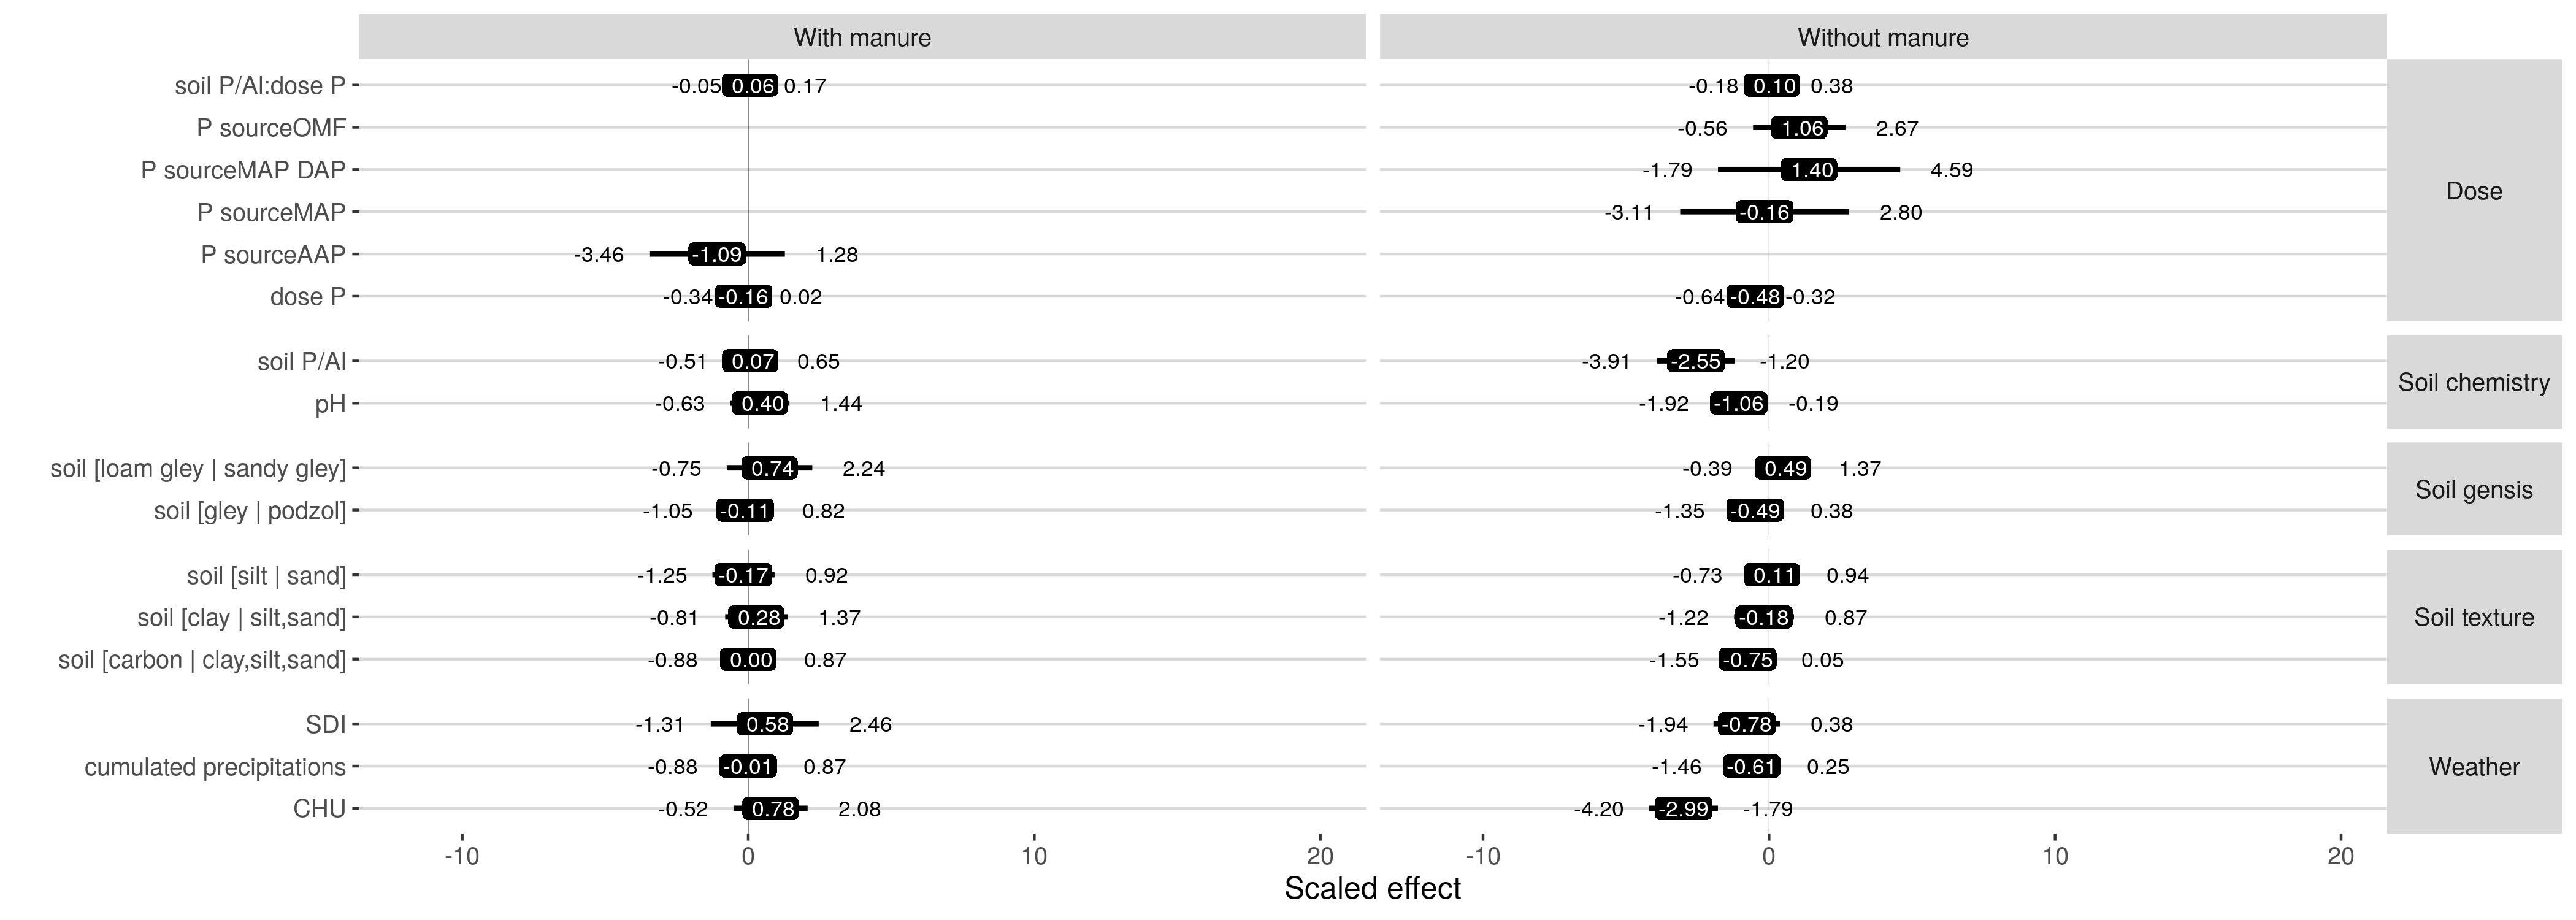 With manure Without manure
soil P/Al:dose P -0.05 0.06 0.17 -0.18 0.10 0.38
P sourceOMF -0.56 1.06 2.67
P sourceMAP DAP -1.79 1.40 4.59
P sourceMAP -3.11 -0.16 2.80
P sourceAAP -3.46 -1.09 1.28
dose P -0.34 -0.16 0.02 -0.64 -0.48 -0.32
Dose
soil P/Al -0.51 0.07 0.65 -3.91 -2.55 -1.20
pH -0.63 0.40 1.44 -1.92 -1.06 -0.19
Soil chemistry
soil [loam gley | sandy gley] -0.75 0.74 2.24 -0.39 0.49 1.37
soil [gley | podzol] -1.05 -0.11 0.82 -1.35 -0.49 0.38
Soil gensis
soil [silt | sand] -1.25 -0.17 0.92 -0.73 0.11 0.94
soil [clay | silt,sand] -0.81 0.28 1.37 -1.22 -0.18 0.87
soil [carbon | clay,silt,sand] -0.88 0.00 0.87 -1.55 -0.75 0.05
Soil texture
SDI -1.31 0.58 2.46 -1.94 -0.78 0.38
cumulated precipitations -0.88 -0.01 0.87 -1.46 -0.61 0.25
CHU -0.52 0.78 2.08 -4.20 -2.99 -1.79
Weather
-10 0 10 20 -10 0 10 20
Scaled effect